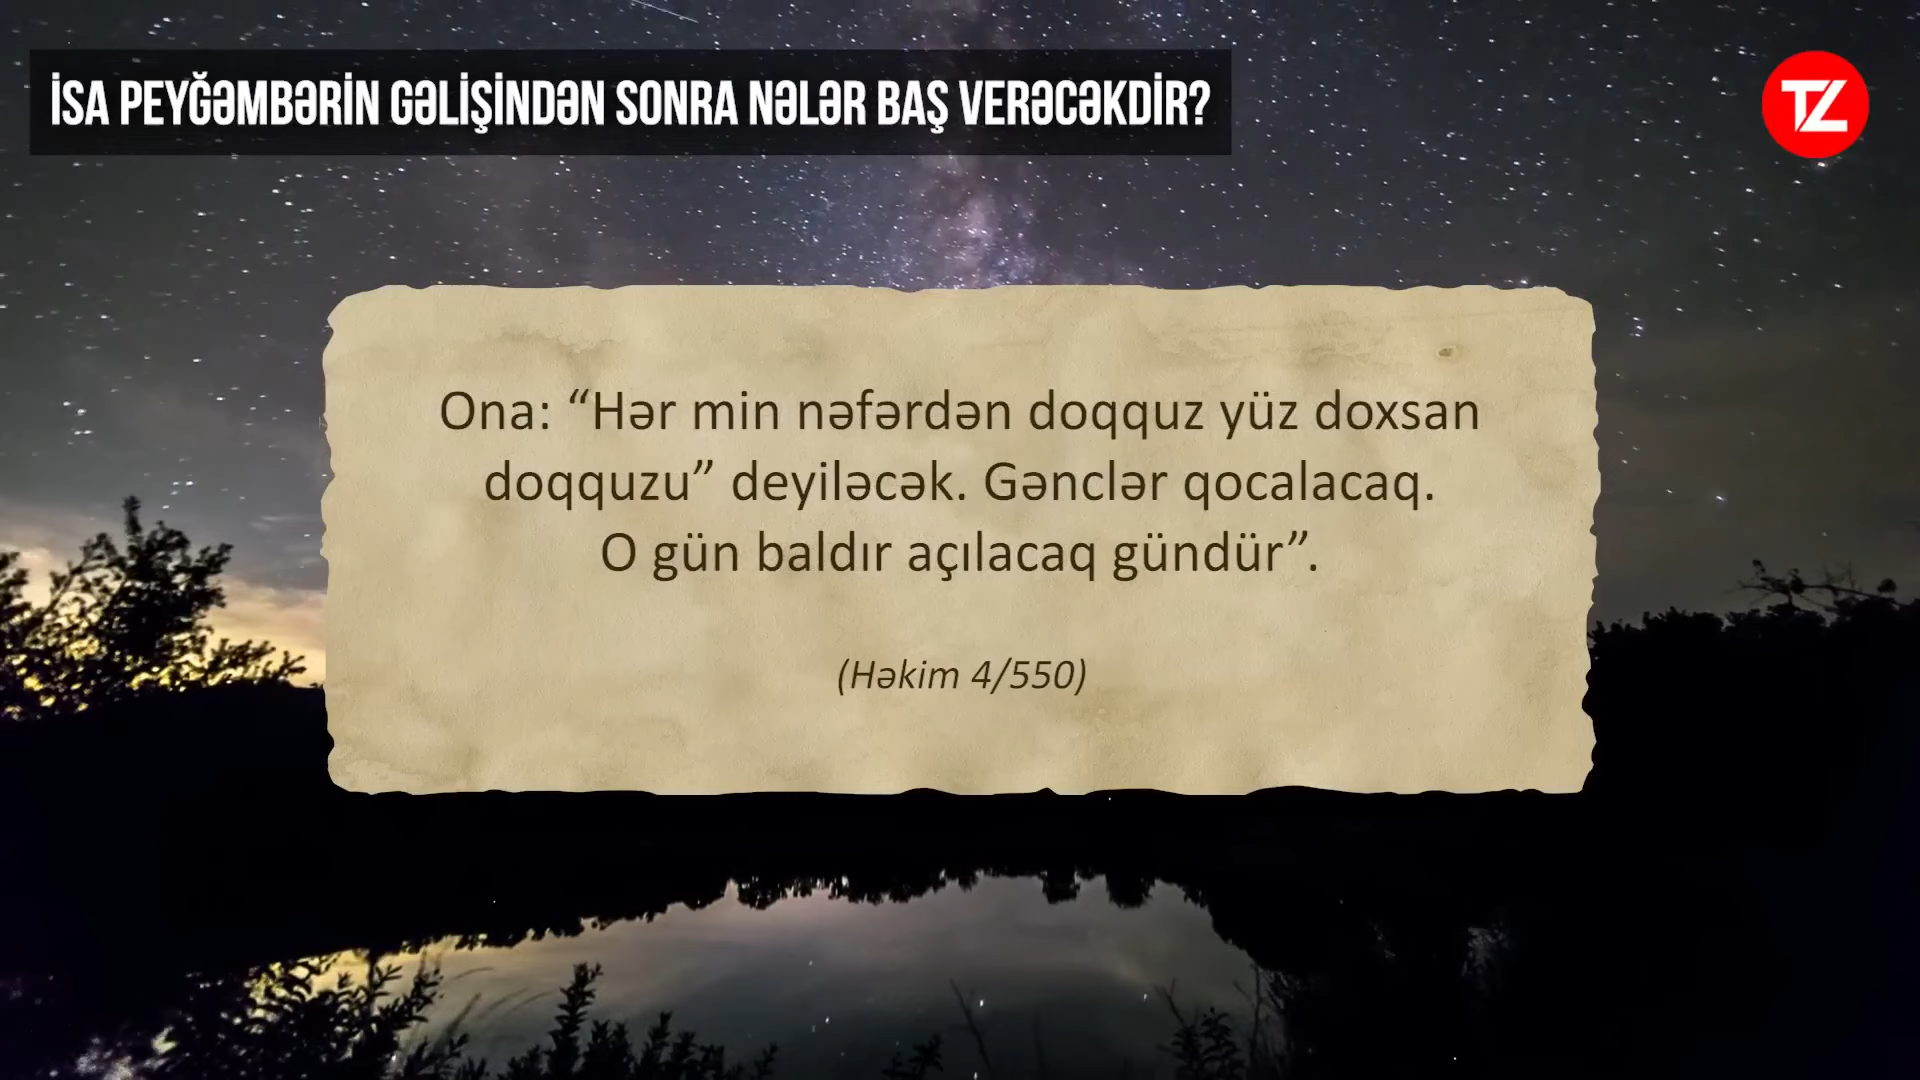 İSA PEYĞƏMBƏRİN GƏLİŞİNDƏN SONRA NƏLƏR BAŞ VERƏCƏKDİR?
TZ
Ona: “Hər min nəfərdən doqquz yüz doxsan
doqquzu” deyiləcək. Gənclər qocalacaq.
O gün baldır açılacaq gündür”.
(Həkim 4/550)